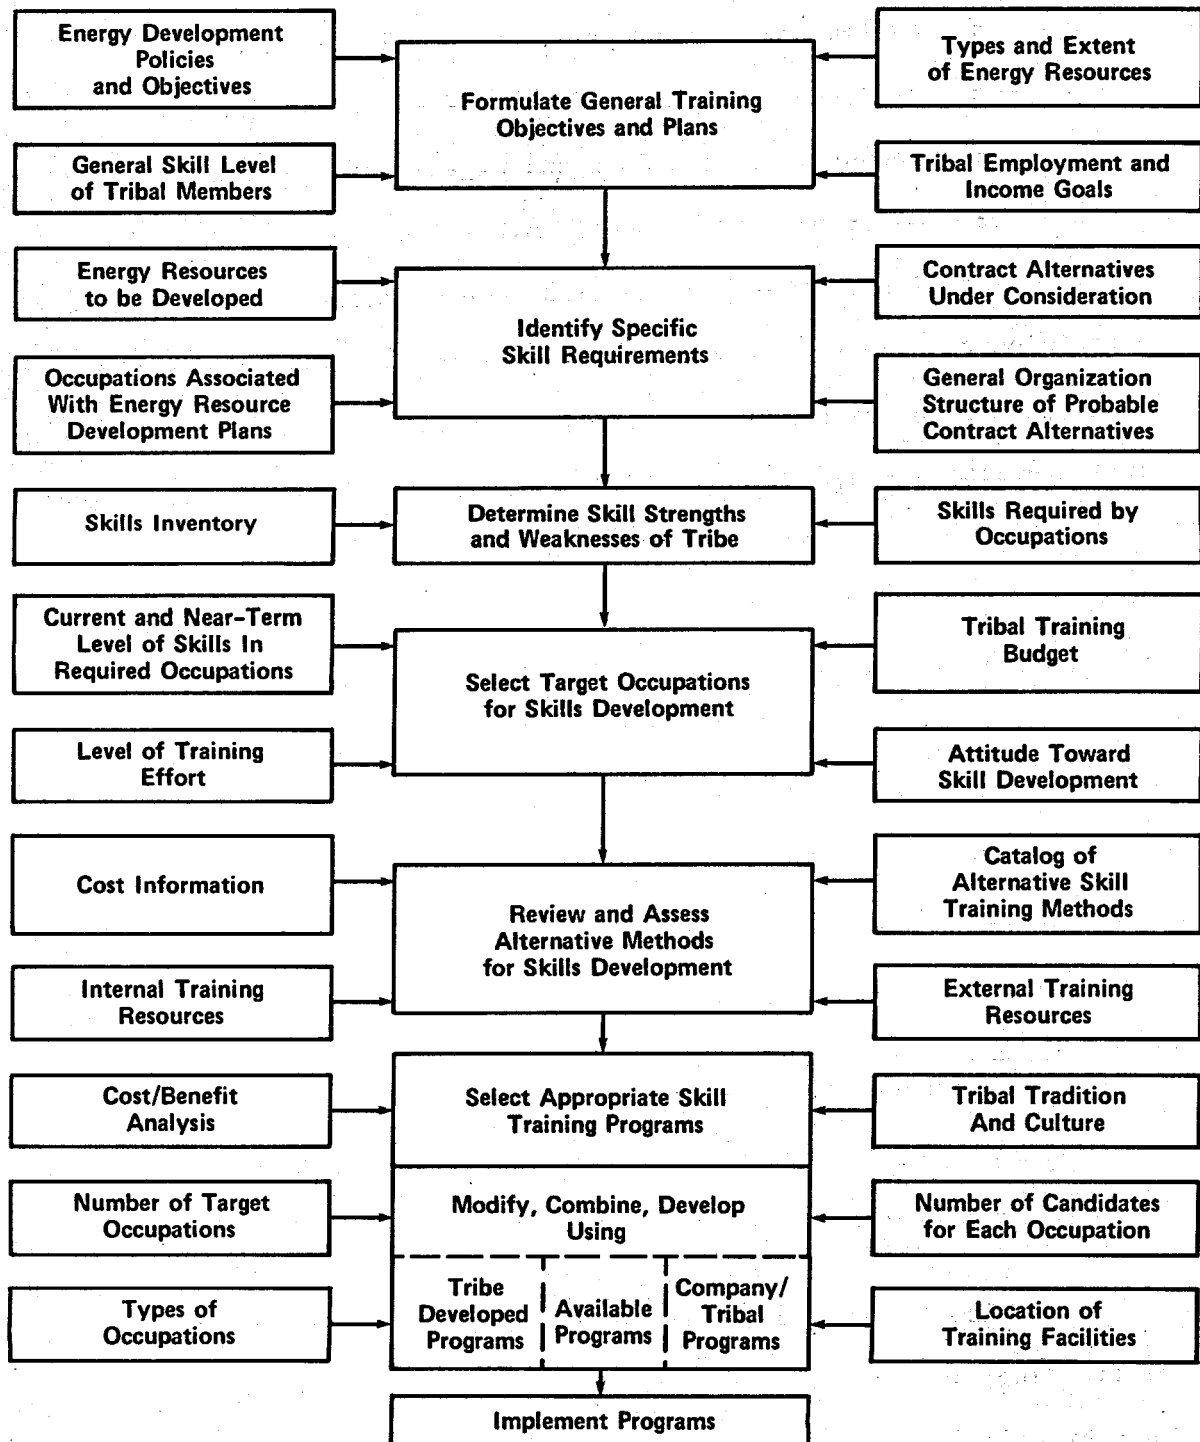 Energy Development
Policies
and Objectives
Types and Extent
of Energy Resources
Formulate General Training
Objectives and Plans
General Skill Level
of Tribal Members
Tribal Employment and
Income Goals
Energy Resources
to be Developed
Contract Alternatives
Under Consideration
Identify Specific
Skill Requirements
Occupations Associated
With Energy Resource
Development Plans
General Organization
Structure of Probable
Contract Alternatives
Skills Inventory
Determine Skill Strengths
and Weaknesses of Tribe
Skills Required by
Occupations
Current and Near-Term
Level of Skills In
Required Occupations
Tribal Training
Budget
Select Target Occupations
for Skills Development
Level of Training
Effort
Attitude Toward
Skill Development
Cost Information
Catalog of
Alternative Skill
Training Methods
Review and Assess
Alternative Methods
for Skills Development
Internal Training
Resources
External Training
Resources
Cost/Benefit
Analysis
Select Appropriate Skill
Training Programs
Tribal Tradition
And Culture
Number of Target
Occupations
Modify, Combine, Develop
Using
Number of Candidates
for Each Occupation
Types of
Occupations
Tribe
Developed
Programs
Available
Programs
Company/
Tribal
Programs
Location of
Training Facilities
Implement Programs